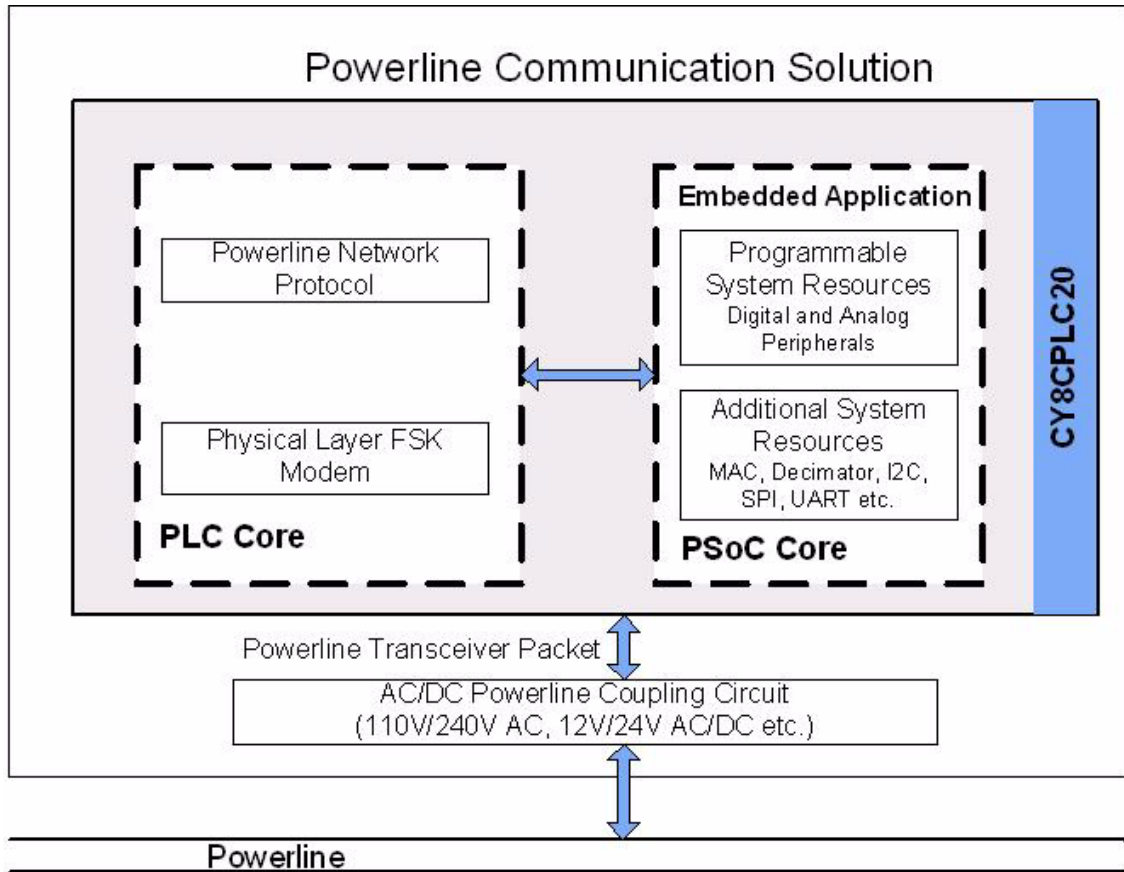 Powerline Communication Solution
Powerline Network
Protocol
Physical Layer FSK
Modem
PLC Core
Embedded Application
Programmable
System Resources
Digital and Analog
Peripherals
Additional System
Resources
MAC, Decimator, I2C,
SPI, UART etc.
PSoC Core
CY8CPLC20
Powerline Transceiver Packet
AC/DC Powerline Coupling Circuit
(110V/240V AC, 12V/24V AC/DC etc.)
Powerline